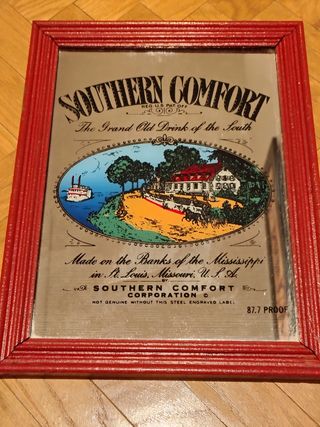 SOUTHERN COMFORT
REG. U.S. PAT. OFF.
The Grand Old Drink of the South
Made on the Banks of the Mississippi
in St. Louis, Missouri, U.S.A.
BY
SOUTHERN COMFORT
CORPORATION ©
NOT GENUINE WITHOUT THIS STEEL ENGRAVED LABEL
87.7 PROOF